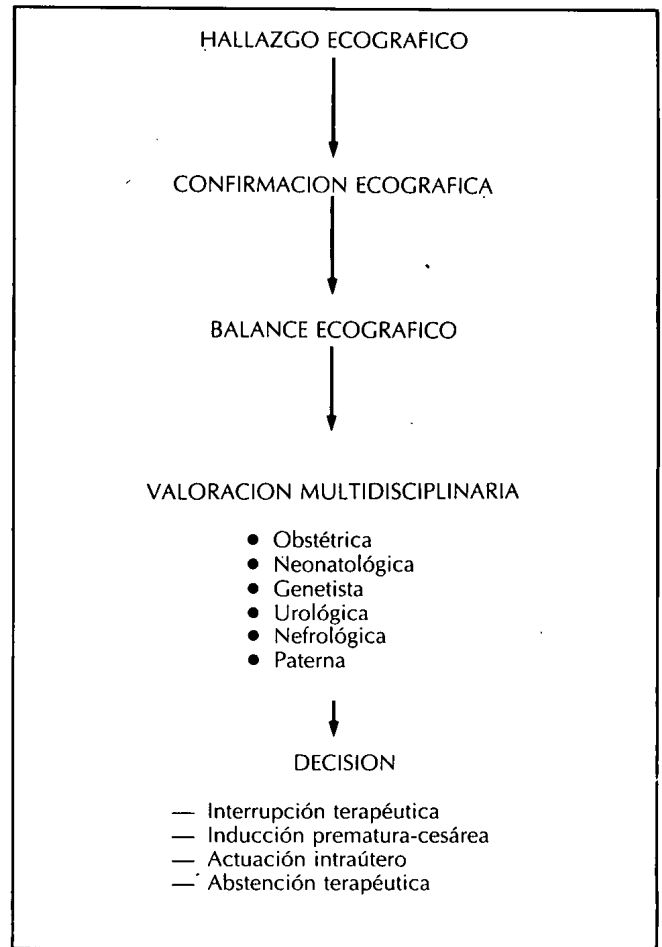 HALLAZGO ECOGRAFICO
CONFIRMACION ECOGRAFICA
BALANCE ECOGRAFICO
VALORACION MULTIDISCIPLINARIA
● Obstétrica
● Neonatológica
● Genetista
● Urológica
● Nefrológica
● Paterna
DECISION
— Interrupción terapéutica
— Inducción prematura-cesárea
— Actuación intraútero
— Abstención terapéutica